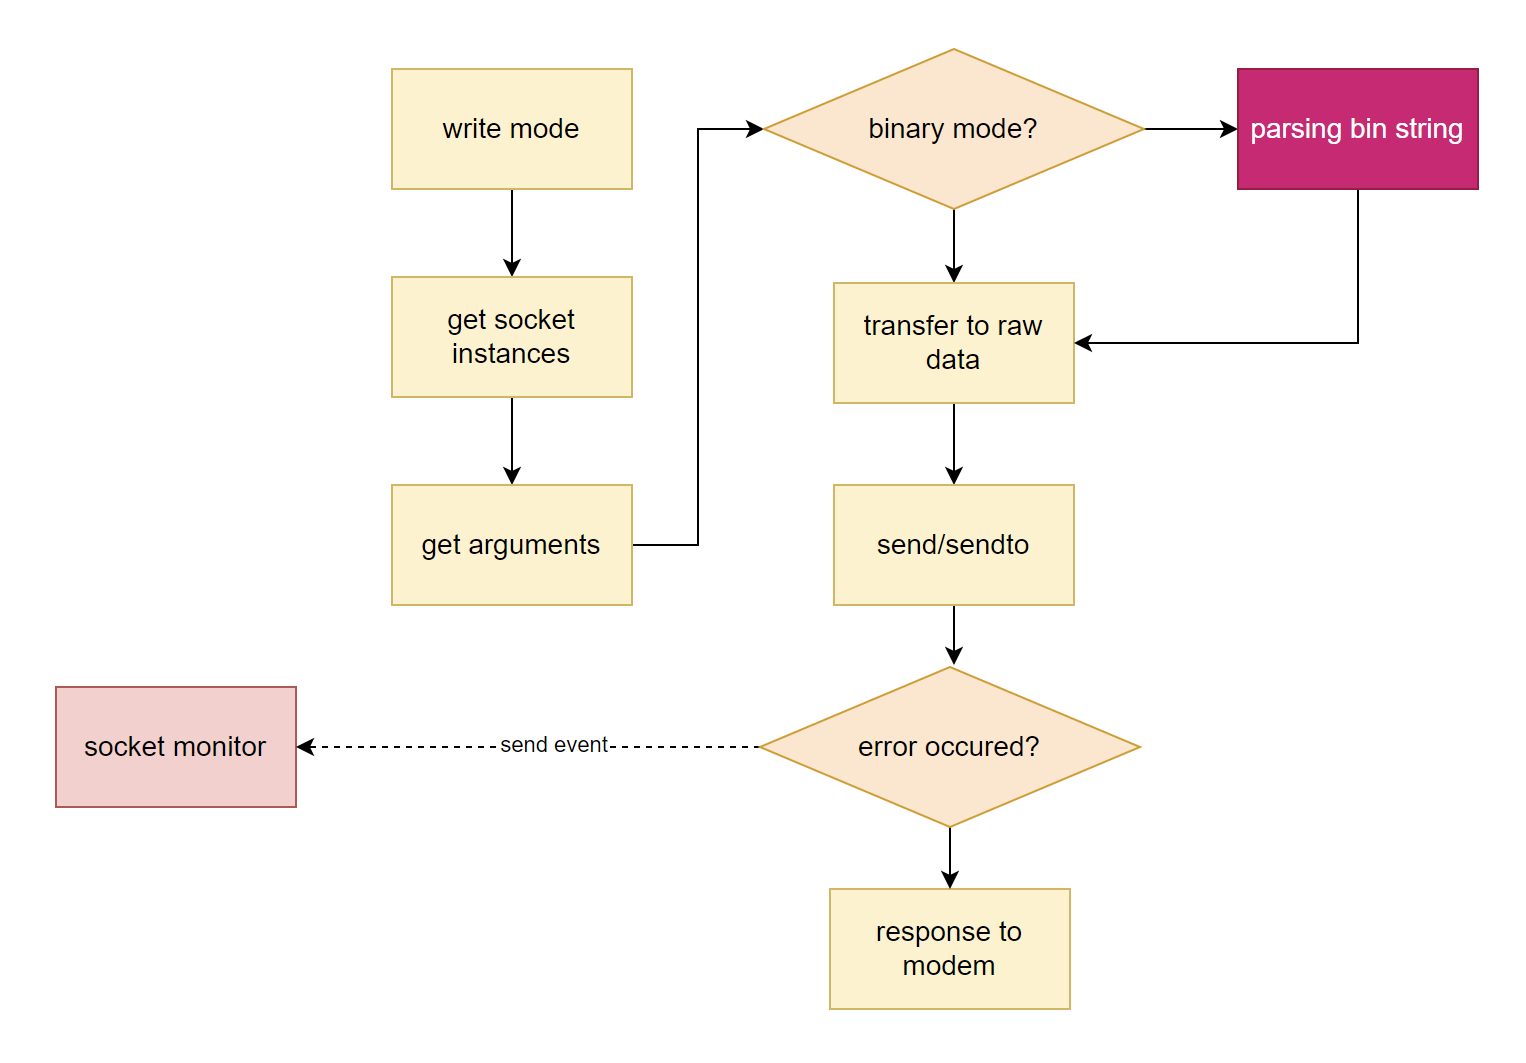 write mode
get socket
instances
get arguments
binary mode?
parsing bin string
transfer to raw
data
send/sendto
error occured?
send event
socket monitor
response to
modem